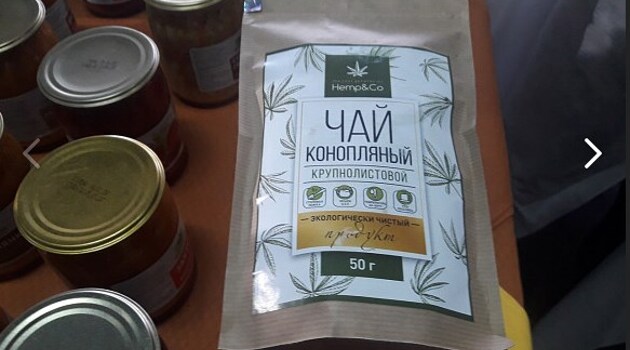 Hemp&Co
ЧАЙ
КОНОПЛЯНЫЙ
КРУПНОЛИСТОВОЙ
ЭКОЛОГИЧЕСКИ ЧИСТЫЙ
продукт
50 г